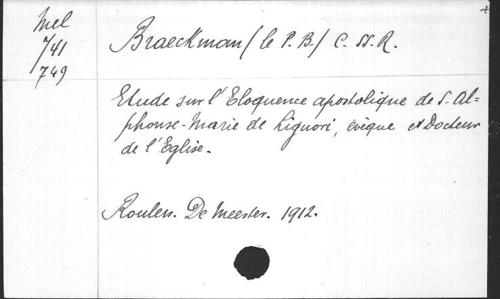 Mel
741
749
Braeckman (le P. B.) C. SS. R.
Etude sur l'Eloquence apostolique de S. Al=
phonse-Marie de Liguori, évêque et Docteur
de l'Eglise.
Roulers. De Meester. 1912.